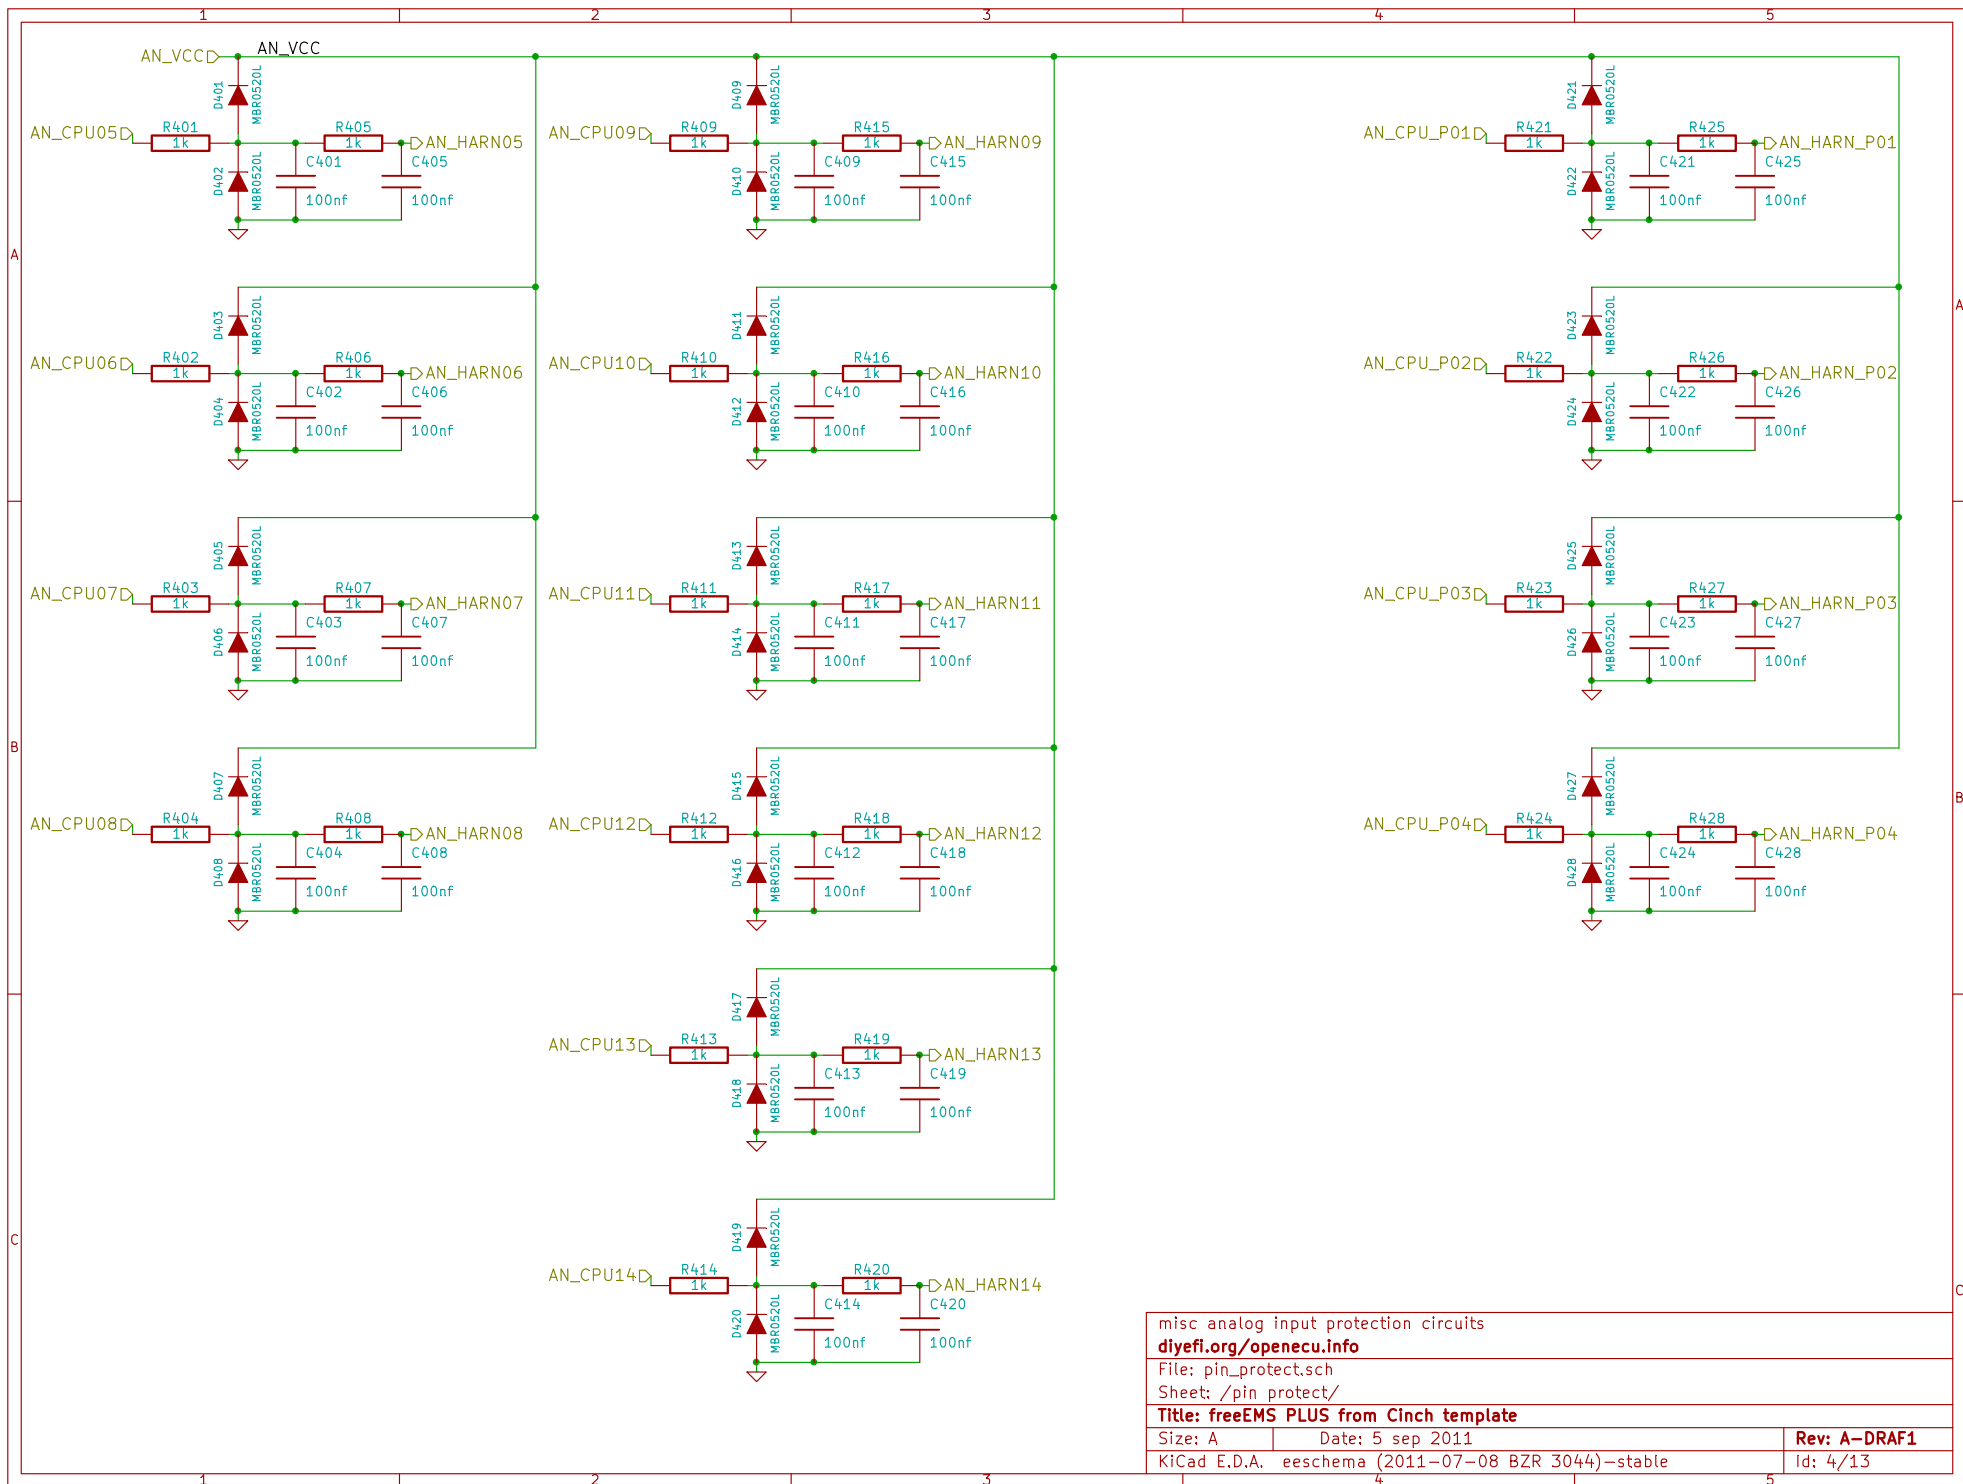 1 2 3 4 5
AN_VCC AN_VCC
D401 MBR0520L D409 MBR0520L D421 MBR0520L
AN_CPU05 R401 1k R405 1k AN_HARN05 AN_CPU09 R409 1k R415 1k AN_HARN09 AN_CPU_P01 R421 1k R425 1k AN_HARN_P01
D402 MBR0520L C401 100nf C405 100nf D410 MBR0520L C409 100nf C415 100nf D422 MBR0520L C421 100nf C425 100nf
A
A
D403 MBR0520L D411 MBR0520L D423 MBR0520L
AN_CPU06 R402 1k R406 1k AN_HARN06 AN_CPU10 R410 1k R416 1k AN_HARN10 AN_CPU_P02 R422 1k R426 1k AN_HARN_P02
D404 MBR0520L C402 100nf C406 100nf D412 MBR0520L C410 100nf C416 100nf D424 MBR0520L C422 100nf C426 100nf
D405 MBR0520L D413 MBR0520L D425 MBR0520L
AN_CPU07 R403 1k R407 1k AN_HARN07 AN_CPU11 R411 1k R417 1k AN_HARN11 AN_CPU_P03 R423 1k R427 1k AN_HARN_P03
D406 MBR0520L C403 100nf C407 100nf D414 MBR0520L C411 100nf C417 100nf D426 MBR0520L C423 100nf C427 100nf
B
B
D407 MBR0520L D415 MBR0520L D427 MBR0520L
AN_CPU08 R404 1k R408 1k AN_HARN08 AN_CPU12 R412 1k R418 1k AN_HARN12 AN_CPU_P04 R424 1k R428 1k AN_HARN_P04
D408 MBR0520L C404 100nf C408 100nf D416 MBR0520L C412 100nf C418 100nf D428 MBR0520L C424 100nf C428 100nf
D417 MBR0520L
AN_CPU13 R413 1k R419 1k AN_HARN13
D418 MBR0520L C413 100nf C419 100nf
C
C
D419 MBR0520L
AN_CPU14 R414 1k R420 1k AN_HARN14
D420 MBR0520L C414 100nf C420 100nf
misc analog input protection circuits
diyefi.org/openecu.info
File: pin_protect.sch
Sheet: /pin protect/
Title: freeEMS PLUS from Cinch template
Size: A Date: 5 sep 2011 Rev: A-DRAF1
KiCad E.D.A. eeschema (2011-07-08 BZR 3044)-stable Id: 4/13
1 2 3 4 5